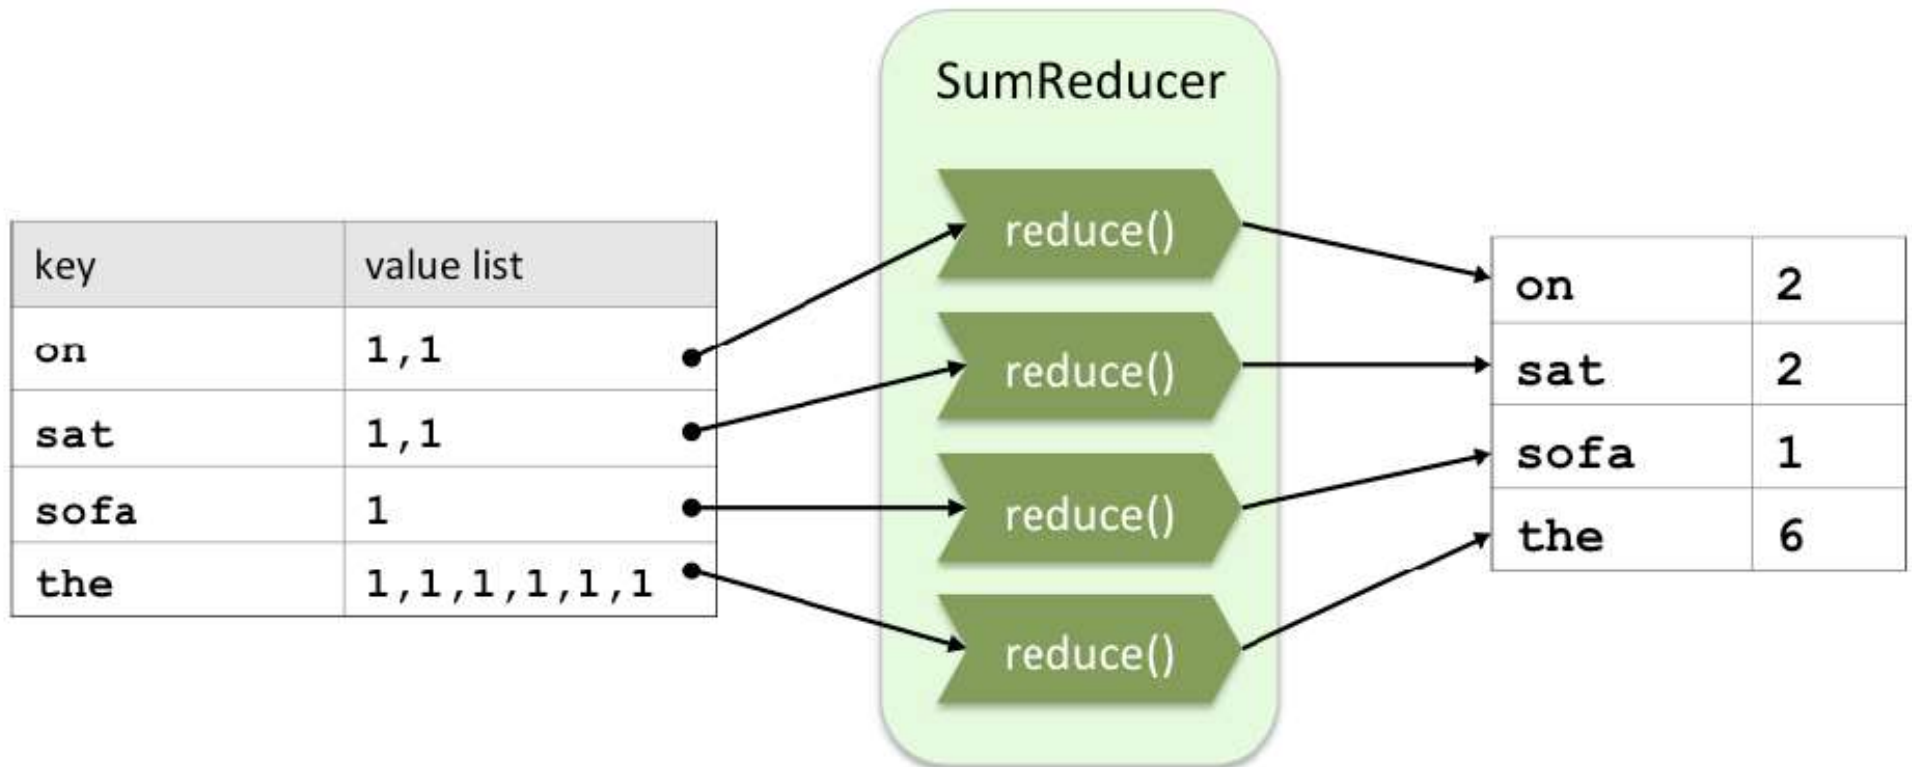 SumReducer
key value list
on 1,1
sat 1,1
sofa 1
the 1,1,1,1,1,1
reduce()
reduce()
reduce()
reduce()
on 2
sat 2
sofa 1
the 6